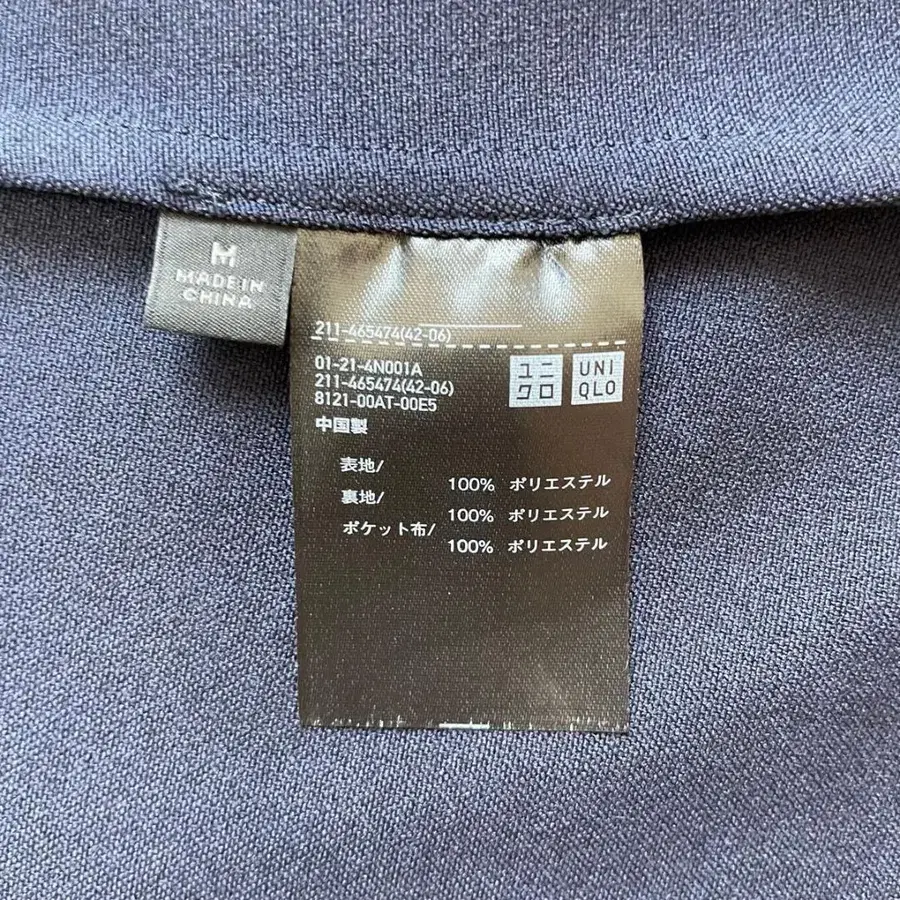 M
MADE IN
CHINA
211-465474(42-06)
01-21-4N001A
211-465474(42-06)
8121-00AT-00E5
中国製
ユニ
クロ
UNI
QLO
表地/
100% ポリエステル
裏地/
100% ポリエステル
ポケット布/
100% ポリエステル